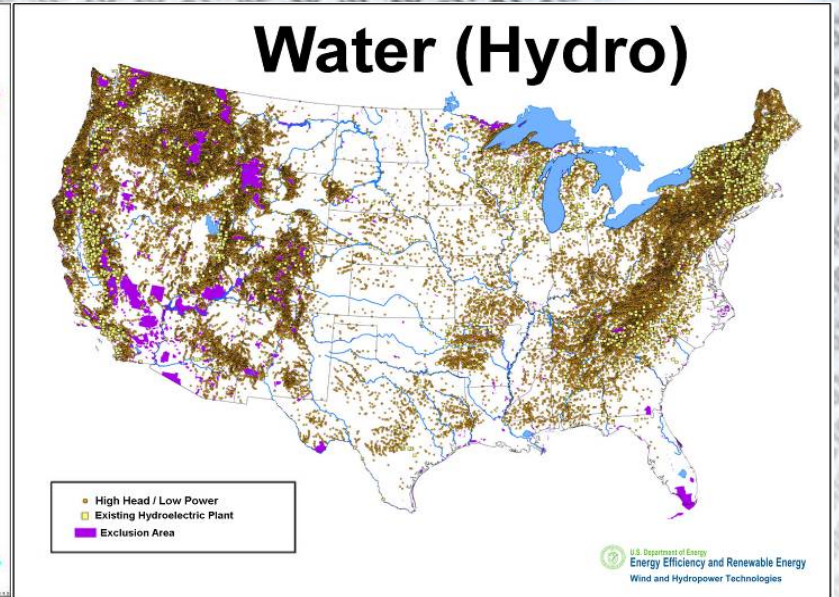 Water (Hydro)
High Head / Low Power
Existing Hydroelectric Plant
Exclusion Area
U.S. Department of Energy
Energy Efficiency and Renewable Energy
Wind and Hydropower Technologies